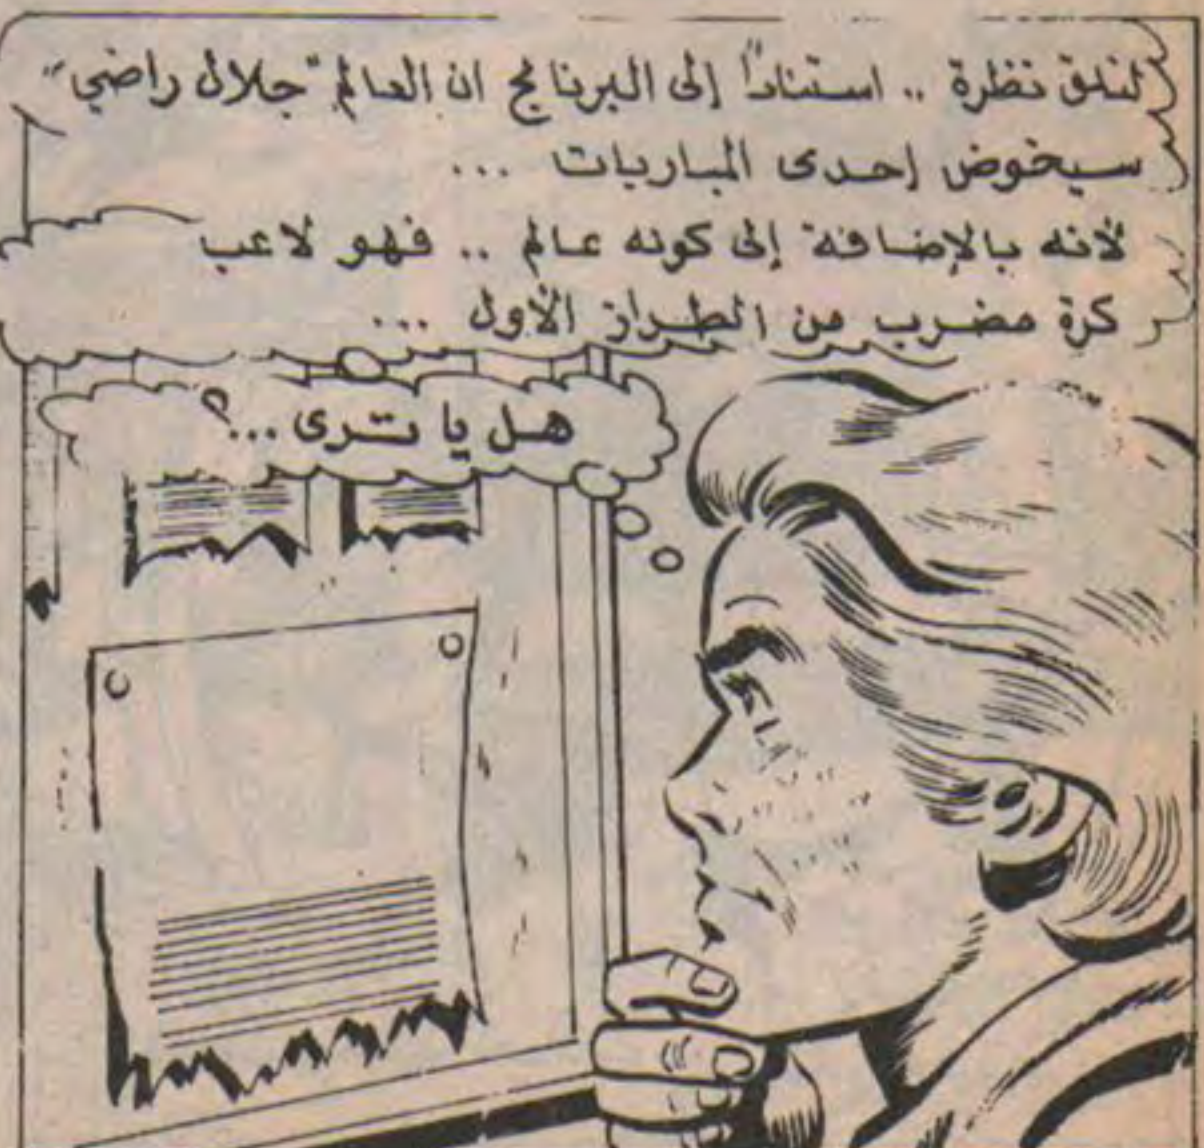 لنلق نظرة .. استناداً إلى البرنامج ان العالم "جلال راضي"
سيخوض إحدى المباريات ...
لأنه بالإضافة إلى كونه عالم .. فهو لاعب
كرة مضرب من الطراز الأول ...
هل يا ترى ...؟